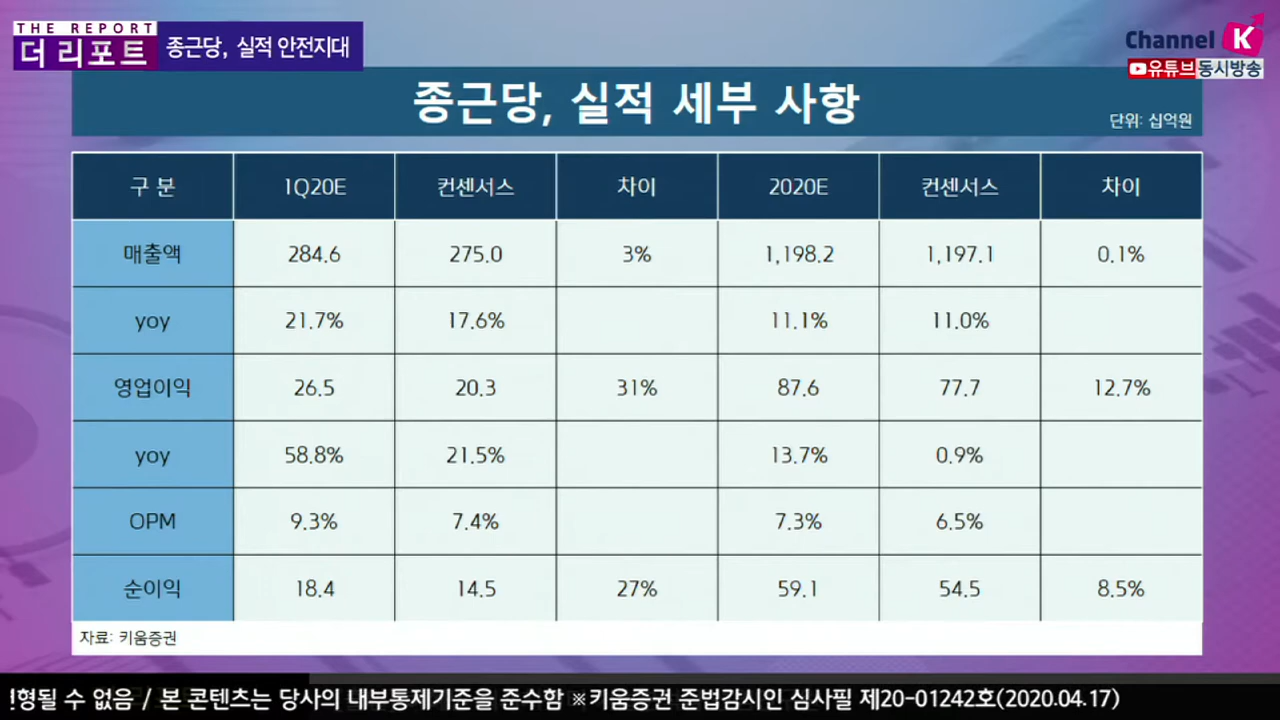 THE REPORT
더 리포트
종근당, 실적 안전지대
Channel K
유튜브 동시방송
종근당, 실적 세부 사항
단위: 십억원
구 분 1Q20E 컨센서스 차이 2020E 컨센서스 차이
매출액 284.6 275.0 3% 1,198.2 1,197.1 0.1%
yoy 21.7% 17.6% 11.1% 11.0%
영업이익 26.5 20.3 31% 87.6 77.7 12.7%
yoy 58.8% 21.5% 13.7% 0.9%
OPM 9.3% 7.4% 7.3% 6.5%
순이익 18.4 14.5 27% 59.1 54.5 8.5%
자료: 키움증권
형될 수 없음 / 본 콘텐츠는 당사의 내부통제기준을 준수함 ※키움증권 준법감시인 심사필 제20-01242호(2020.04.17)